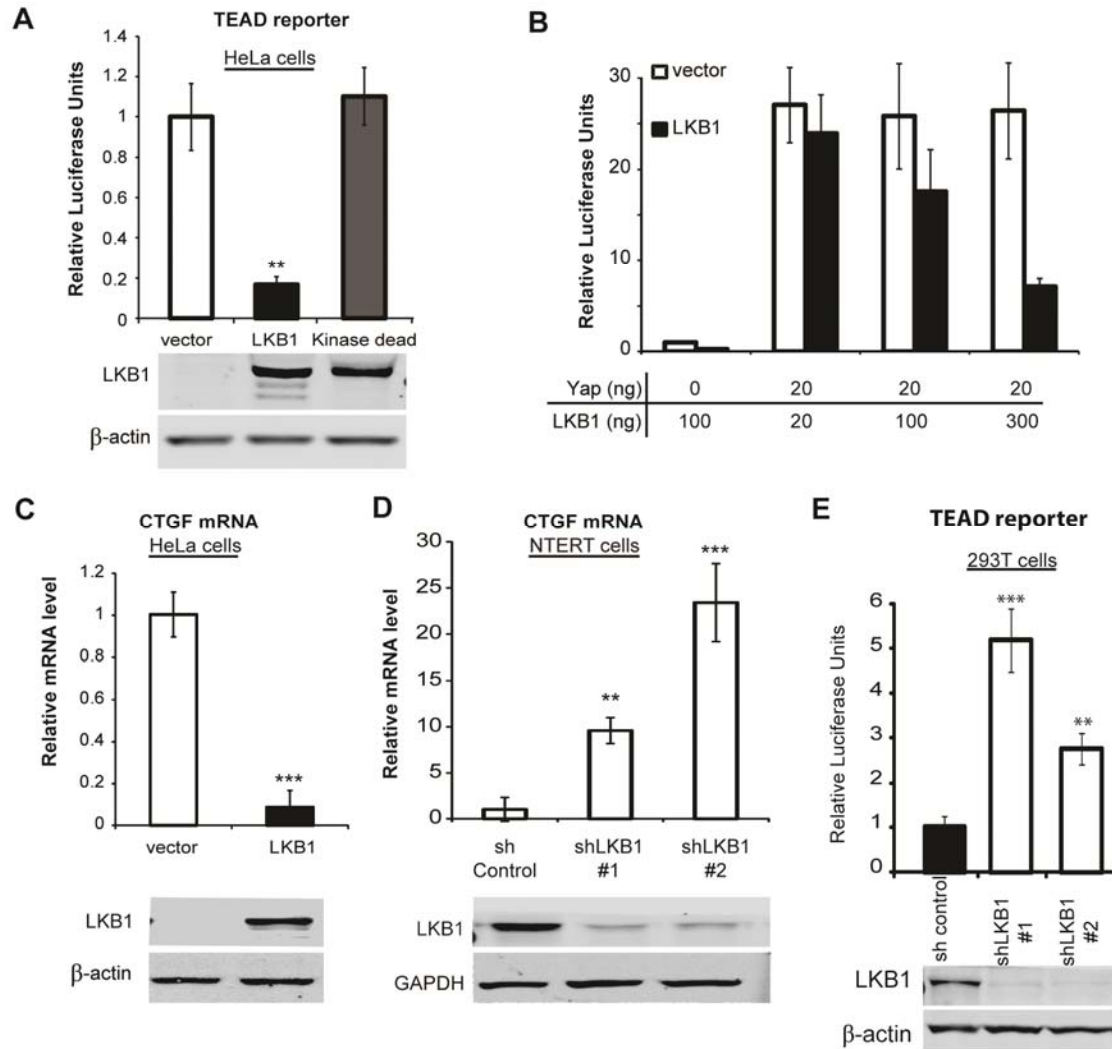 A
TEAD reporter
HeLa cells
Relative Luciferase Units
1.4
1.2
1
0.8
0.6
0.4
0.2
0
**
vector LKB1 Kinase dead
LKB1
β-actin
B
vector
LKB1
Relative Luciferase Units
30
20
10
0
Yap (ng) 0 20 20 20
LKB1 (ng) 100 20 100 300
C
CTGF mRNA
HeLa cells
Relative mRNA level
1.2
1
0.8
0.6
0.4
0.2
0
***
vector LKB1
LKB1
β-actin
D
CTGF mRNA
NTERT cells
Relative mRNA level
30
25
20
15
10
5
0
**
***
sh Control
shLKB1 #1
shLKB1 #2
LKB1
GAPDH
E
TEAD reporter
293T cells
Relative Luciferase Units
6
5
4
3
2
1
0
***
**
sh control
shLKB1 #1
shLKB1 #2
LKB1
β-actin